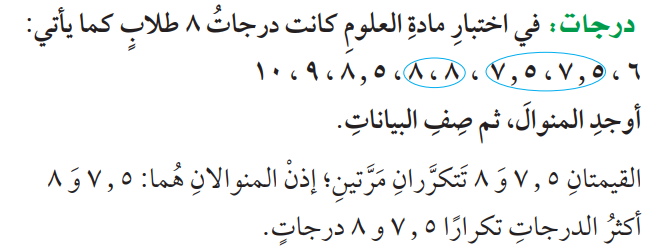 درجات: في اختبارِ مادةِ العلومِ كانت درجاتُ ٨ طلابٍ كما يأتي:
٦ ، ٧,٥ ، ٧,٥ ، ٨ ، ٨ ، ٨,٥ ، ٩ ، ١٠
أوجدِ المنوالَ، ثم صِفِ البياناتِ.
القيمتانِ ٧,٥ وَ ٨ تَتكرَّرانِ مَرَّتينِ؛ إذنْ المنوالانِ هُما: ٧,٥ وَ ٨
أكثرُ الدرجاتِ تكرارًا ٧,٥ و ٨ درجاتٍ.